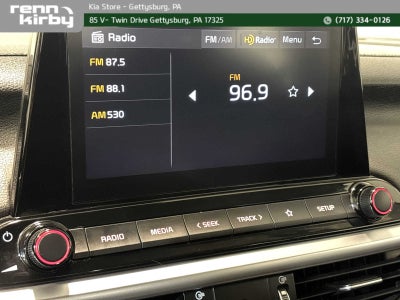 renn kirby
Kia Store - Gettysburg, PA
85 V- Twin Drive Gettysburg, PA 17325
(717) 334-0126
Radio
FM/AM
HD Radio
Menu
FM 87.5
FM 88.1
AM 530
FM
96.9
RADIO
MEDIA
< SEEK
TRACK >
SETUP